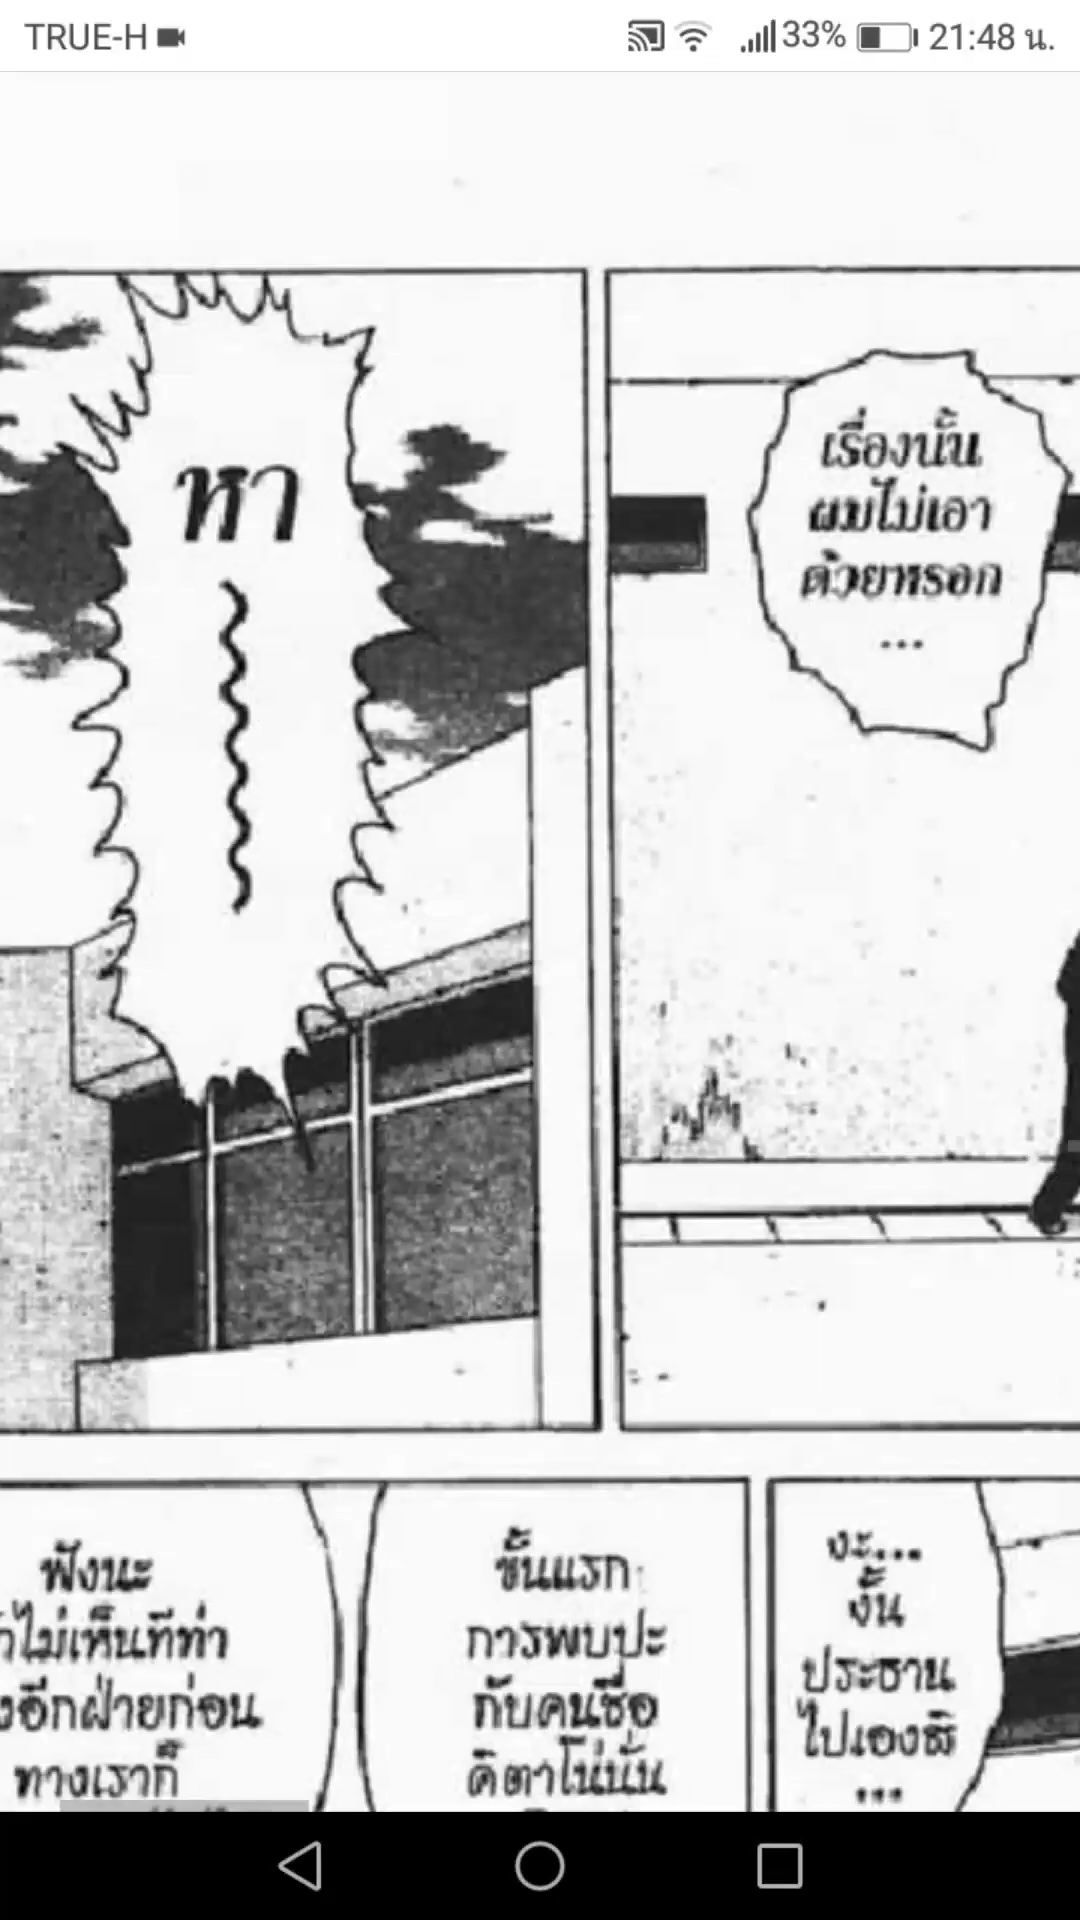 TRUE-H 33% 21:48 น.
เรื่องนั้น
ผมไม่เอา
ด้วยหรอก
...
หา
งะ...
งั้น
ประธาน
ไปเองสิ
...
ขั้นแรก
การพบปะ
กับคนชื่อ
คิตาโน่นั่น
ฟังนะ
ไม่เห็นทีท่า
อีกฝ่ายก่อน
ทางเราก็